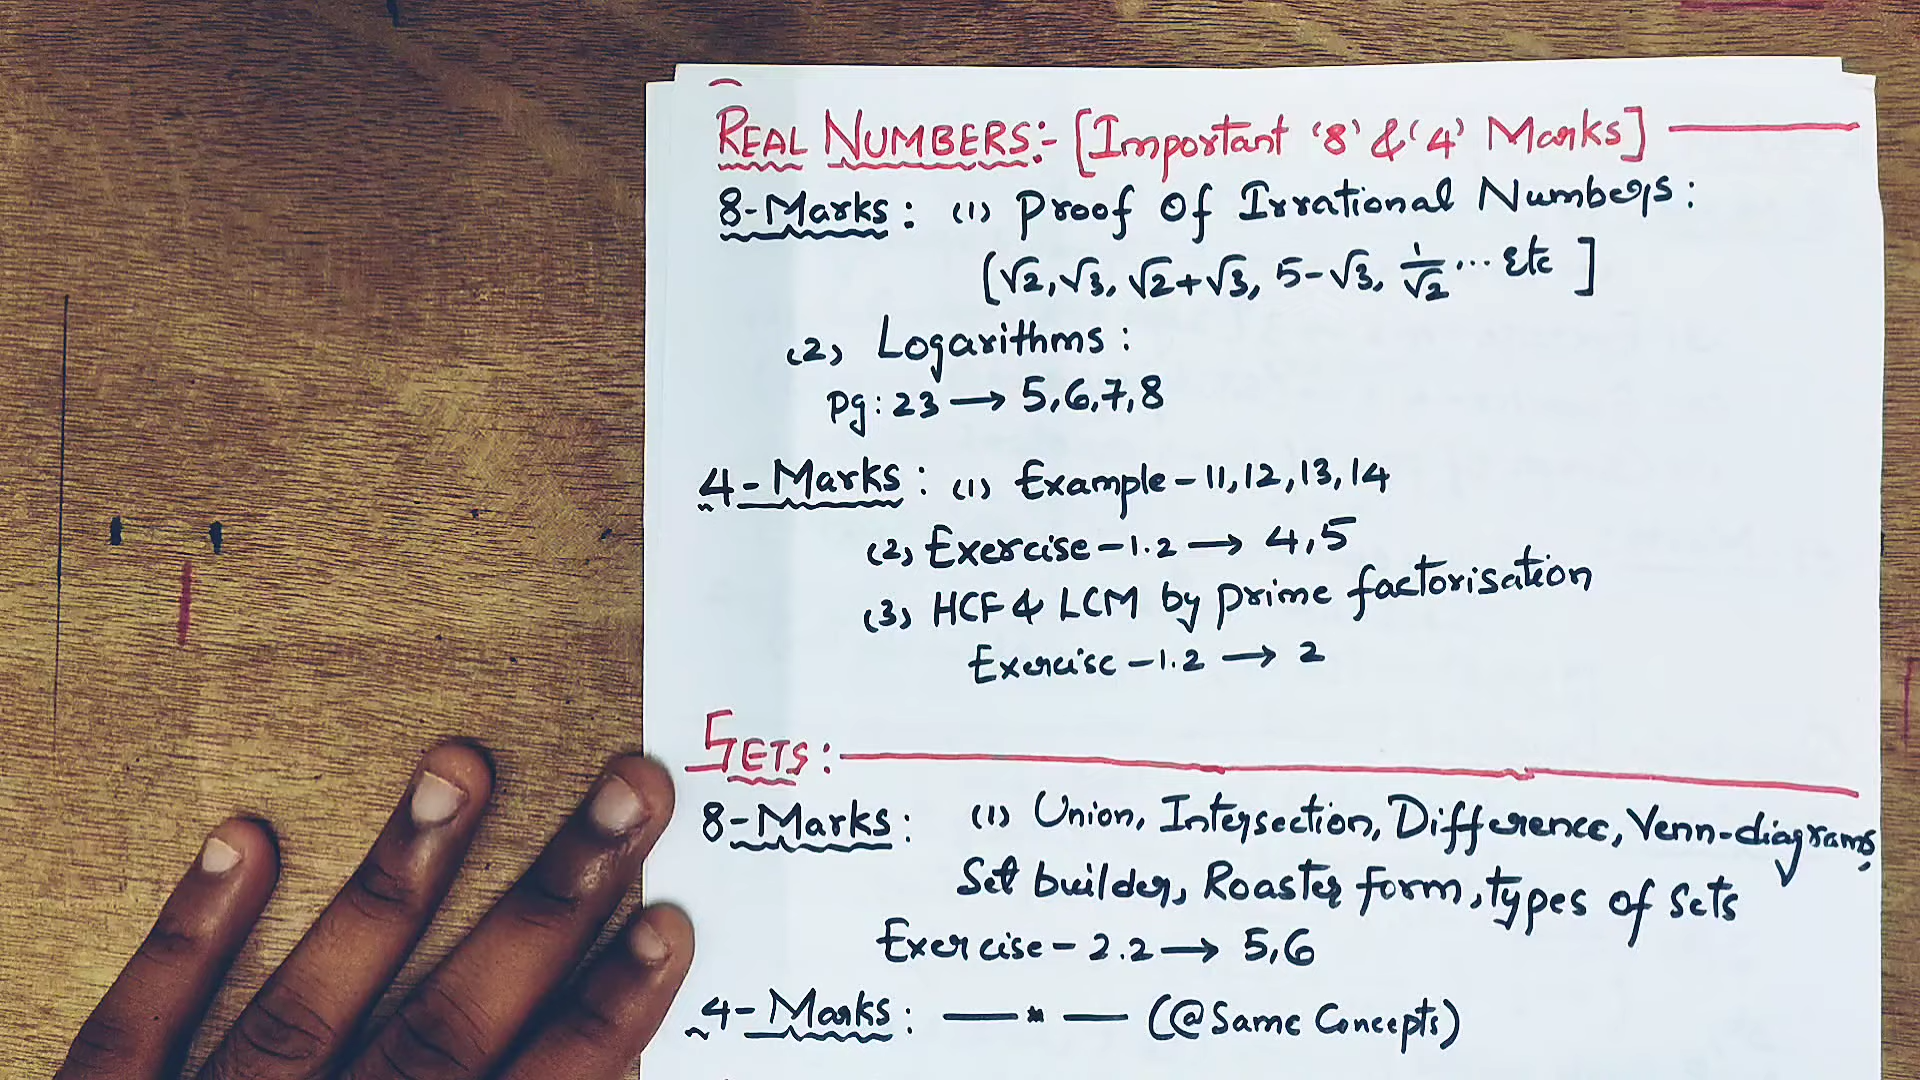 REAL NUMBERS:- [Important '8' & '4' Marks]
8-Marks: (1) Proof Of Irrational Numbers:
[√2, √3, √2+√3, 5-√3, 1/√2 ... Etc ]
(2) Logarithms:
Pg: 23 → 5,6,7,8
4-Marks: (1) Example-11,12,13,14
(2) Exercise-1.2 → 4,5
(3) HCF & LCM by prime factorisation
Exercise-1.2 → 2
SETS:
8-Marks: (1) Union, Intersection, Difference, Venn-diagrams,
Set builder, Roaster form, types of sets
Exercise-2.2 → 5,6
4-Marks: —*— (@Same Concepts)